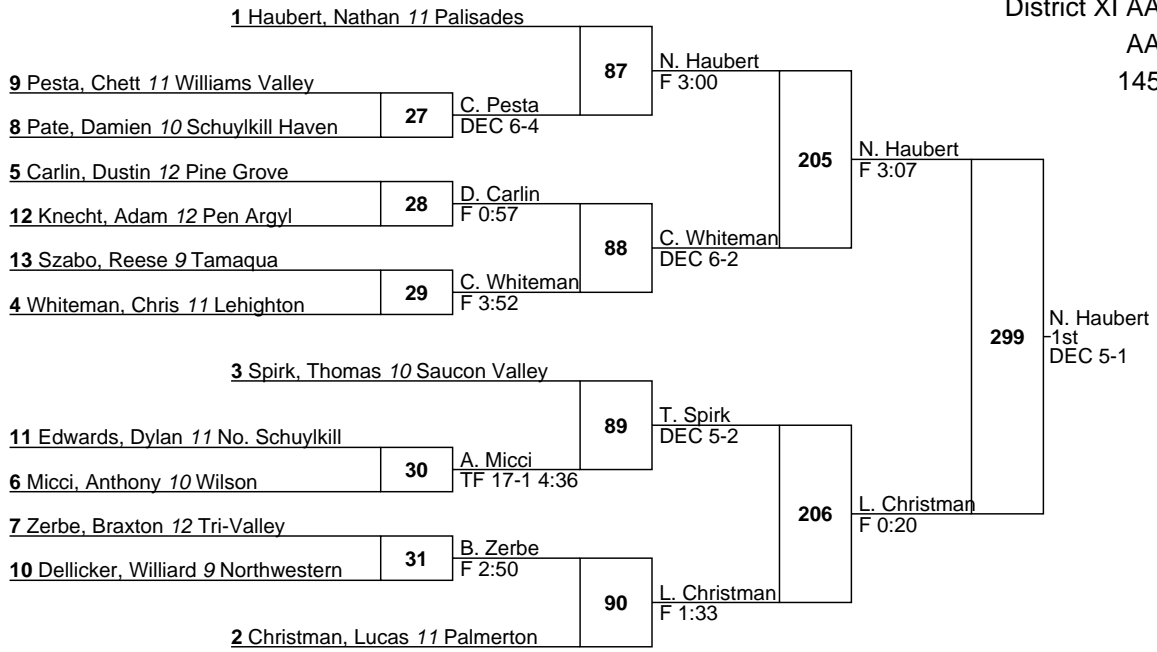 District XI AA
AA
145
1 Haubert, Nathan 11 Palisades
87
N. Haubert
F 3:00
9 Pesta, Chett 11 Williams Valley
27
C. Pesta
DEC 6-4
8 Pate, Damien 10 Schuylkill Haven
205
N. Haubert
F 3:07
5 Carlin, Dustin 12 Pine Grove
28
D. Carlin
F 0:57
12 Knecht, Adam 12 Pen Argyl
88
C. Whiteman
DEC 6-2
13 Szabo, Reese 9 Tamaqua
29
C. Whiteman
F 3:52
4 Whiteman, Chris 11 Lehighton
299
N. Haubert
1st
DEC 5-1
3 Spirk, Thomas 10 Saucon Valley
89
T. Spirk
DEC 5-2
11 Edwards, Dylan 11 No. Schuylkill
30
A. Micci
TF 17-1 4:36
6 Micci, Anthony 10 Wilson
206
L. Christman
F 0:20
7 Zerbe, Braxton 12 Tri-Valley
31
B. Zerbe
F 2:50
10 Dellicker, Williard 9 Northwestern
90
L. Christman
F 1:33
2 Christman, Lucas 11 Palmerton